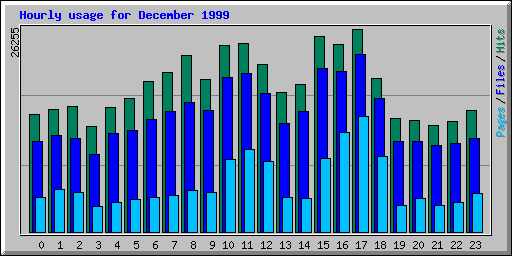 Hourly usage for December 1999
26255
Pages/Files/Hits
0 1 2 3 4 5 6 7 8 9 10 11 12 13 14 15 16 17 18 19 20 21 22 23